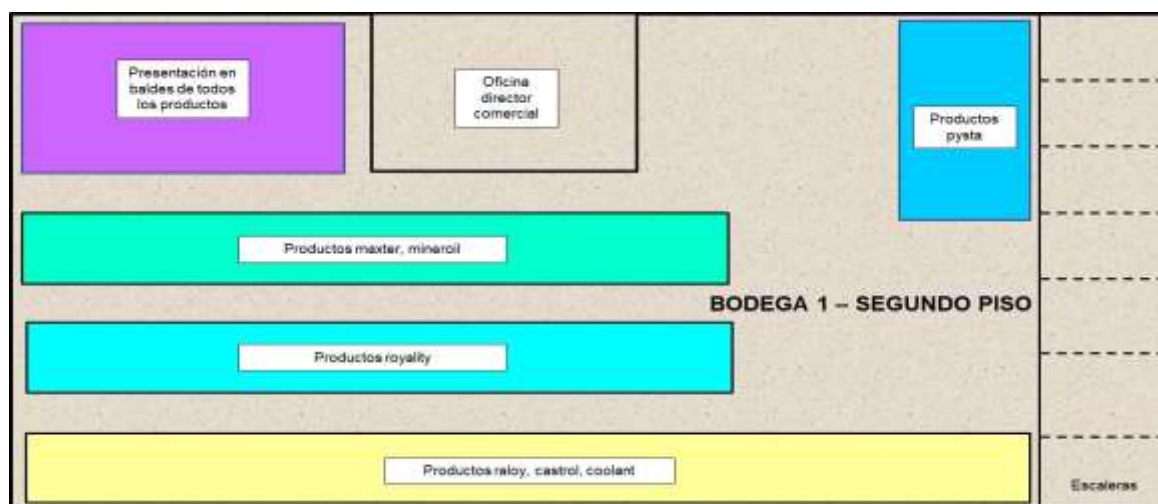 Presentación en
baldes de todos
los productos
Oficina
director
comercial
Productos
pysta
Productos maxter, mineroil
BODEGA 1 – SEGUNDO PISO
Productos royality
Productos raloy, castrol, coolant
Escaleras